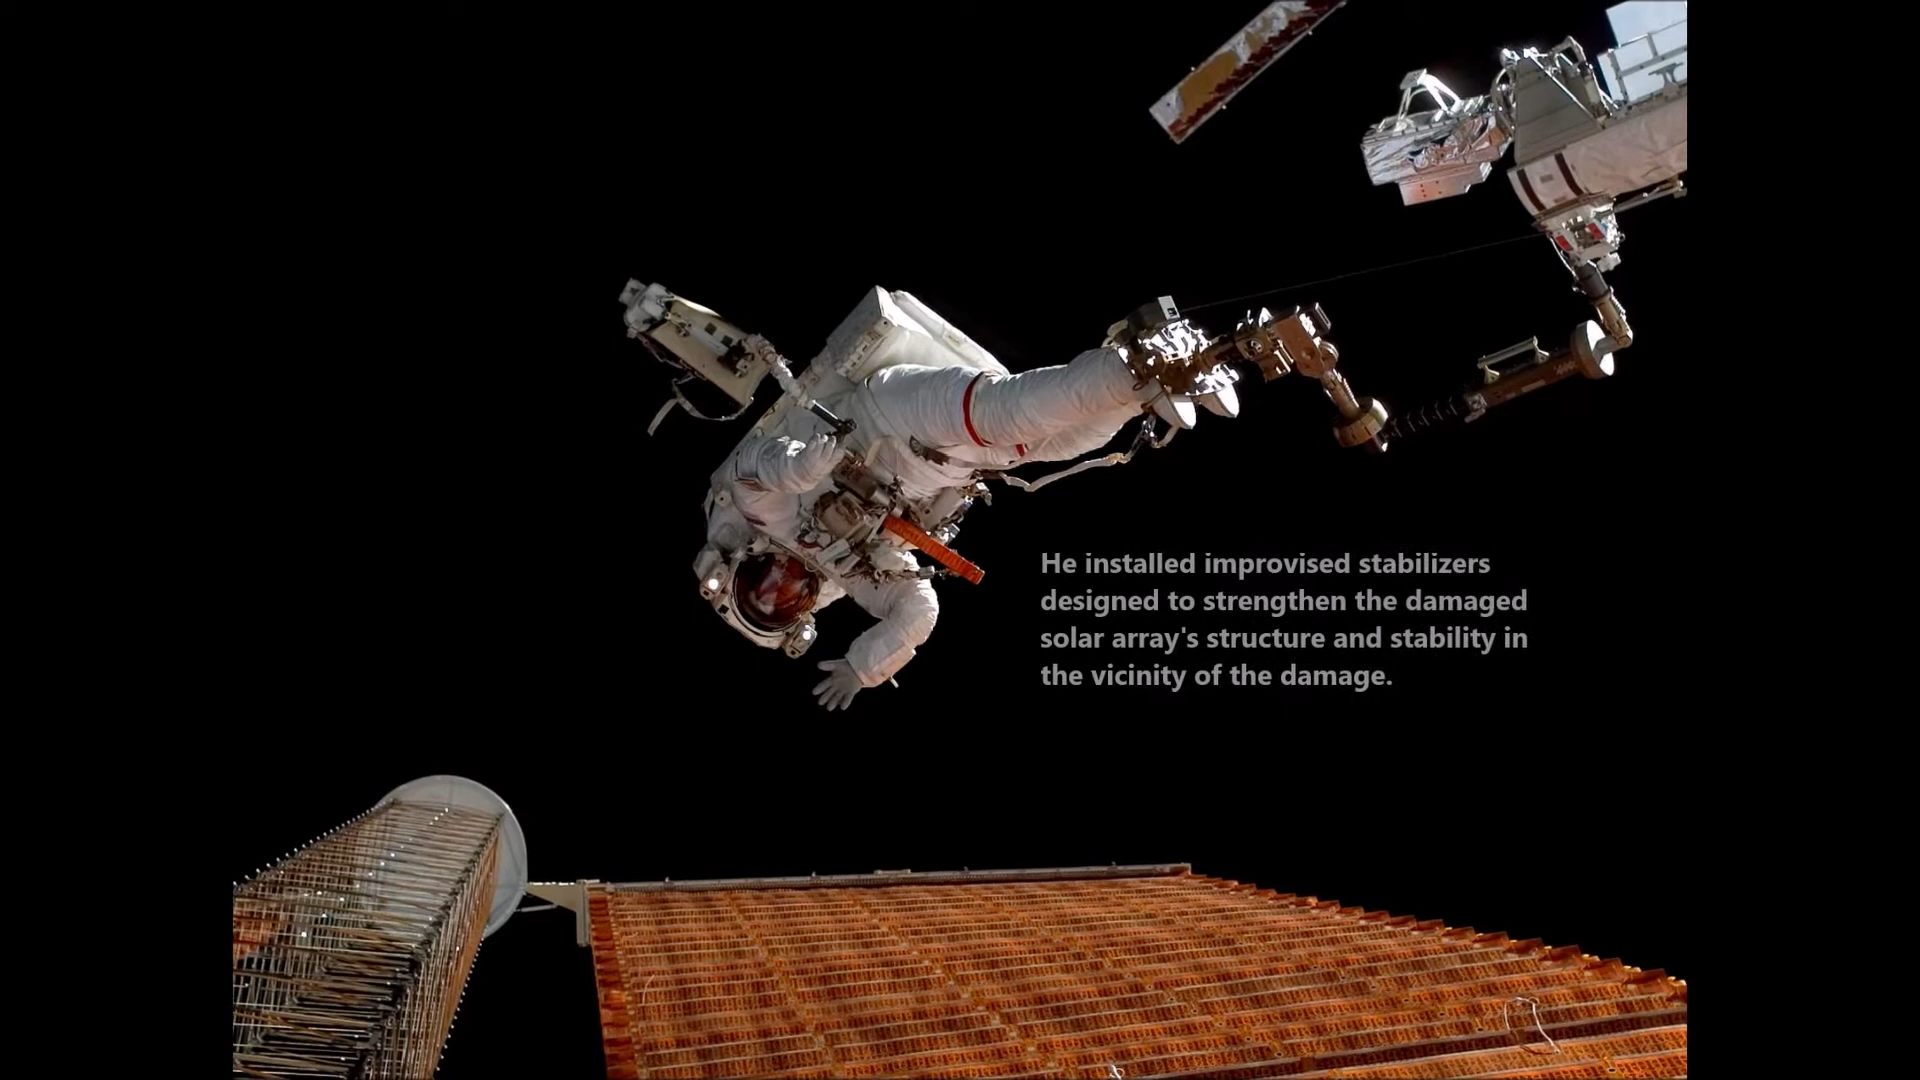 He installed improvised stabilizers
designed to strengthen the damaged
solar array's structure and stability in
the vicinity of the damage.